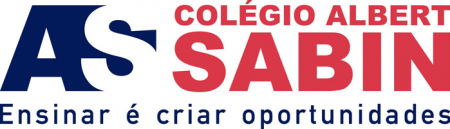 AS COLÉGIO ALBERT
SABIN
Ensinar é criar oportunidades